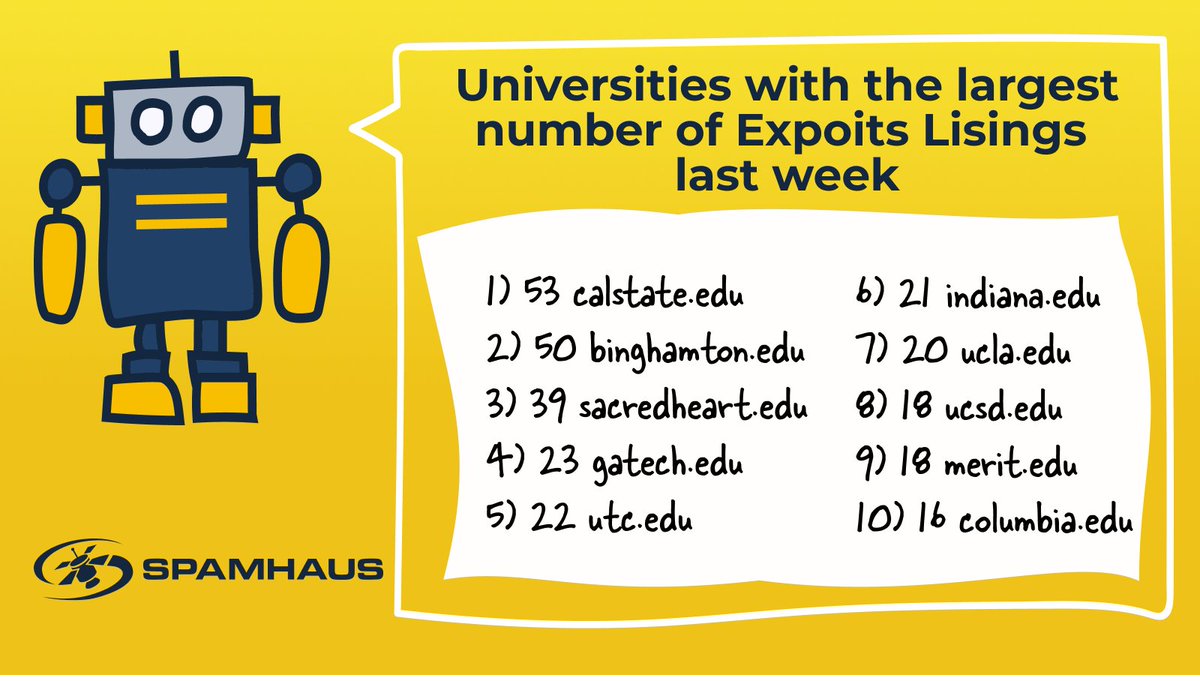 Universities with the largest
number of Expoits Lisings
last week
1) 53 calstate.edu
2) 50 binghamton.edu
3) 39 sacredheart.edu
4) 23 gatech.edu
5) 22 utc.edu
6) 21 indiana.edu
7) 20 ucla.edu
8) 18 ucsd.edu
9) 18 merit.edu
10) 16 columbia.edu
SPAMHAUS